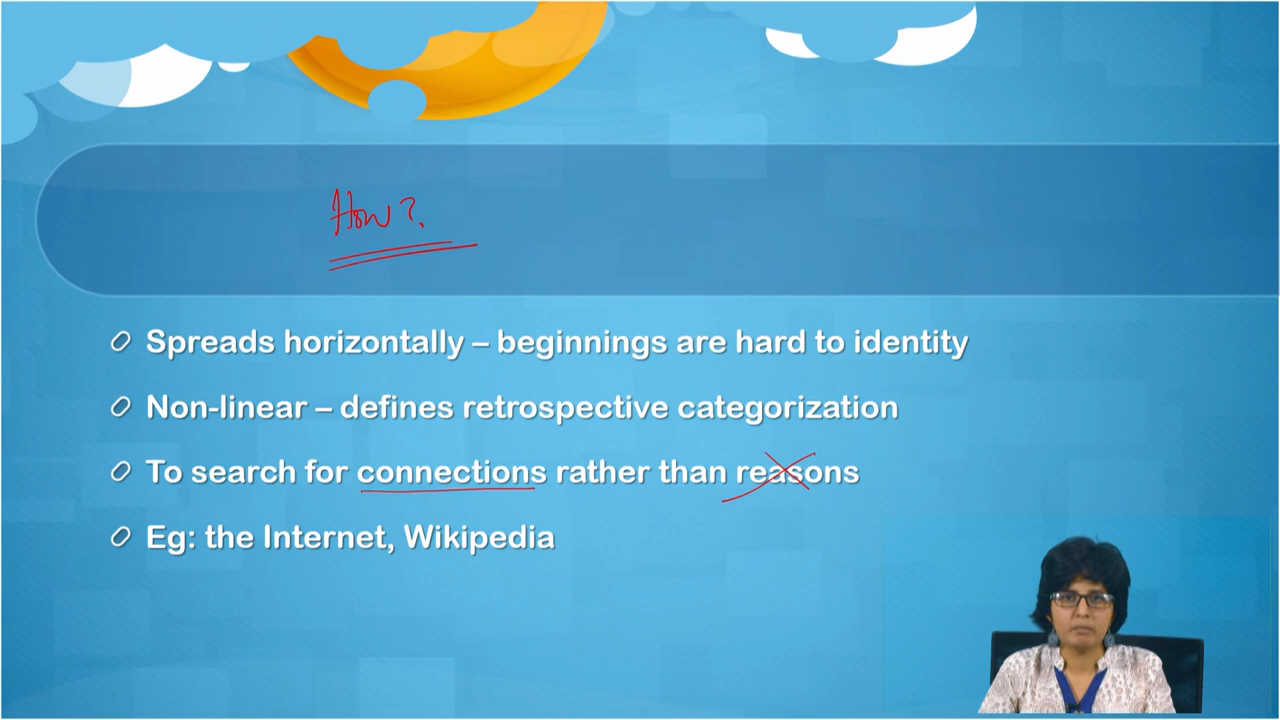 How?
Spreads horizontally – beginnings are hard to identity
Non-linear – defines retrospective categorization
To search for connections rather than reasons
Eg: the Internet, Wikipedia